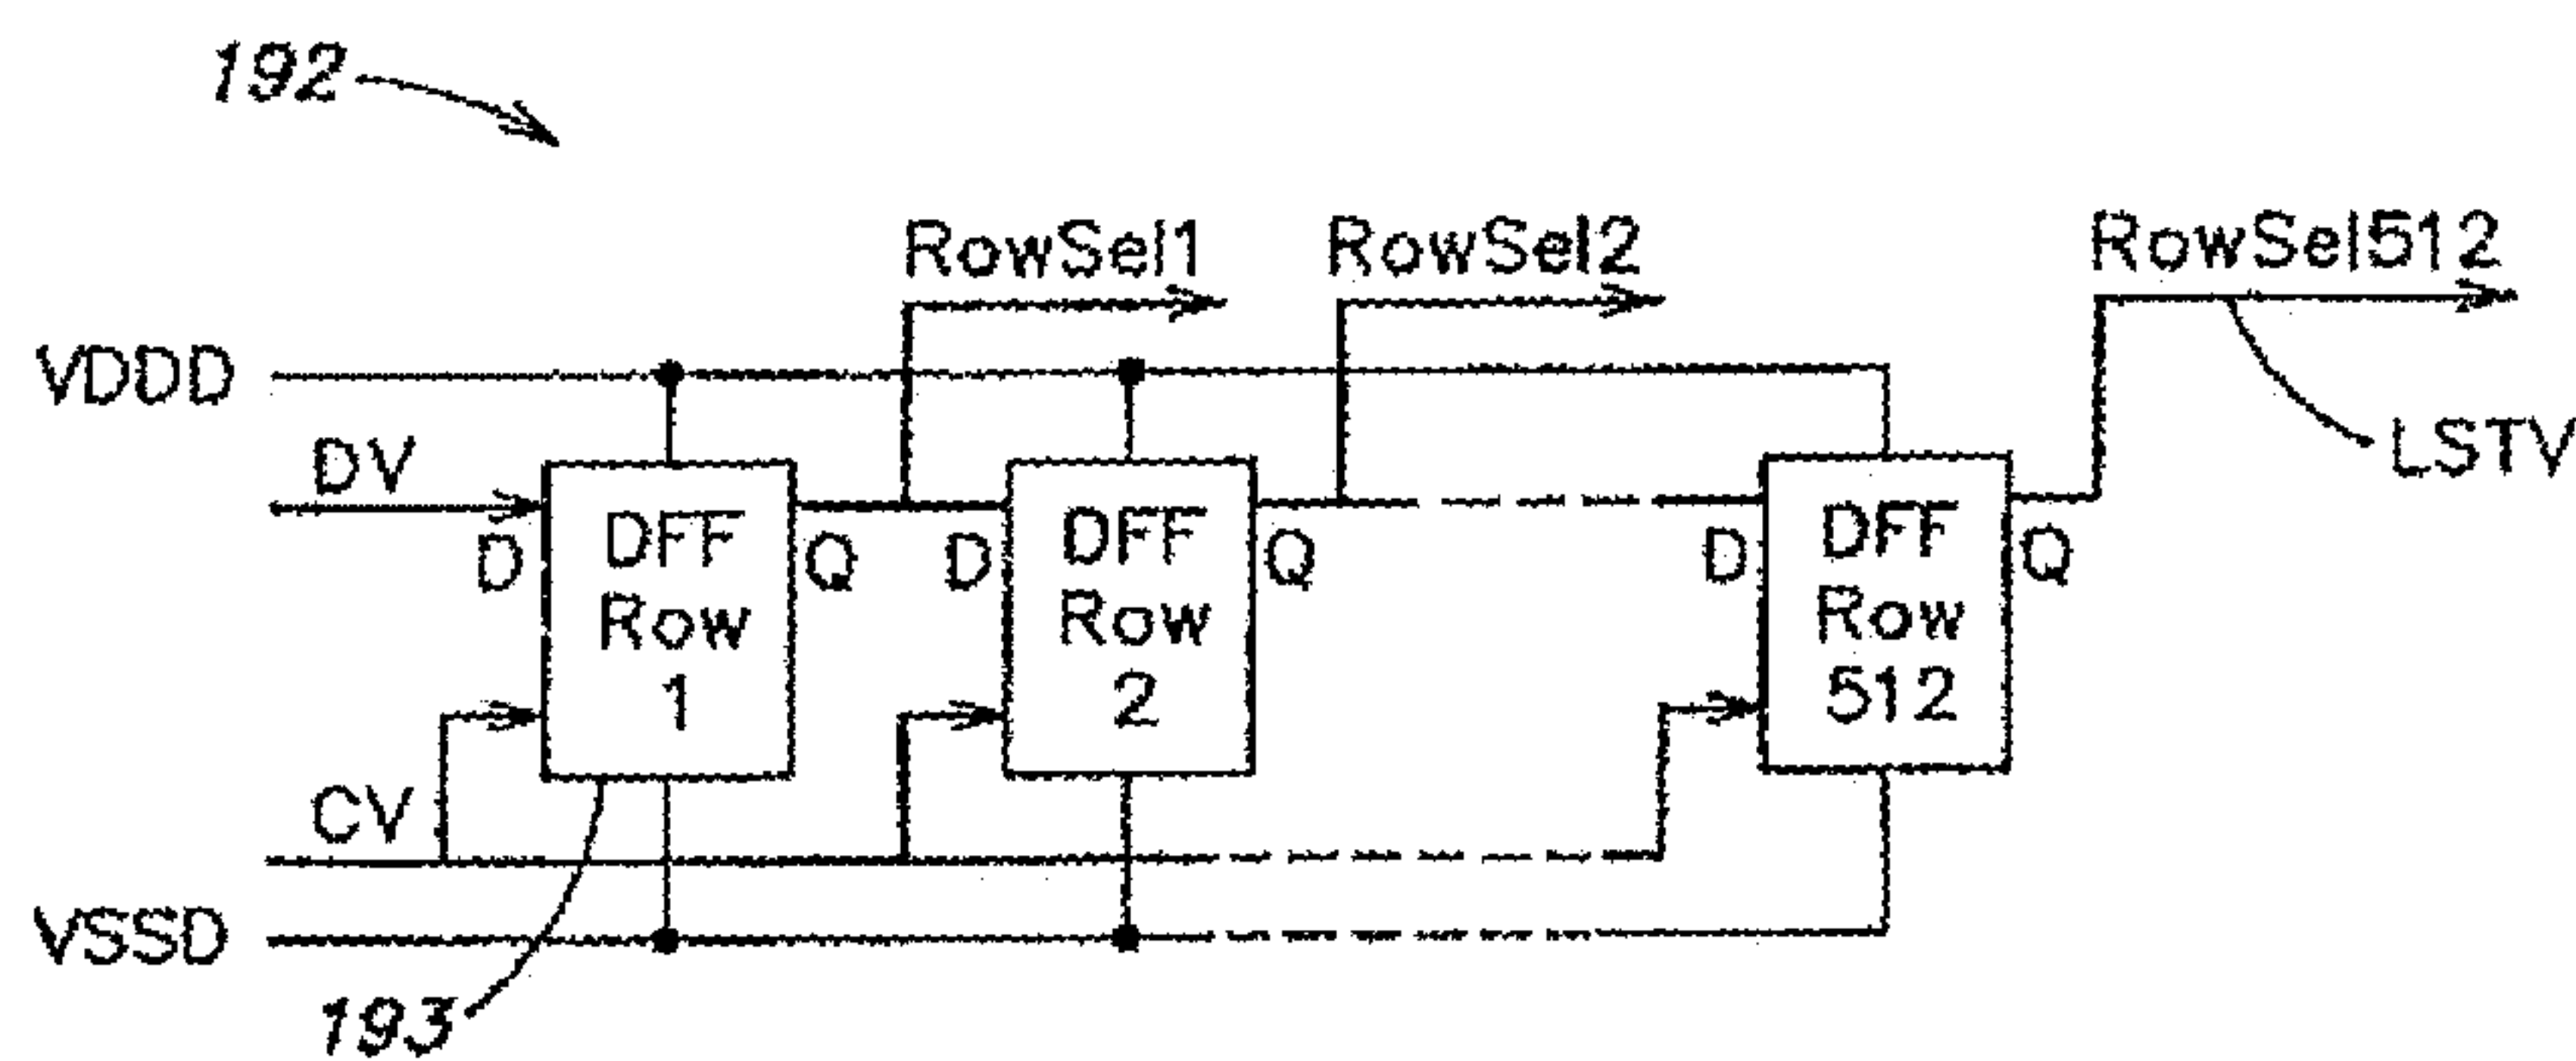 192
RowSel1 RowSel2 RowSel512
VDDD
LSTV
DV
D DFF Row 1 Q
D DFF Row 2 Q
D DFF Row 512 Q
CV
VSSD
193